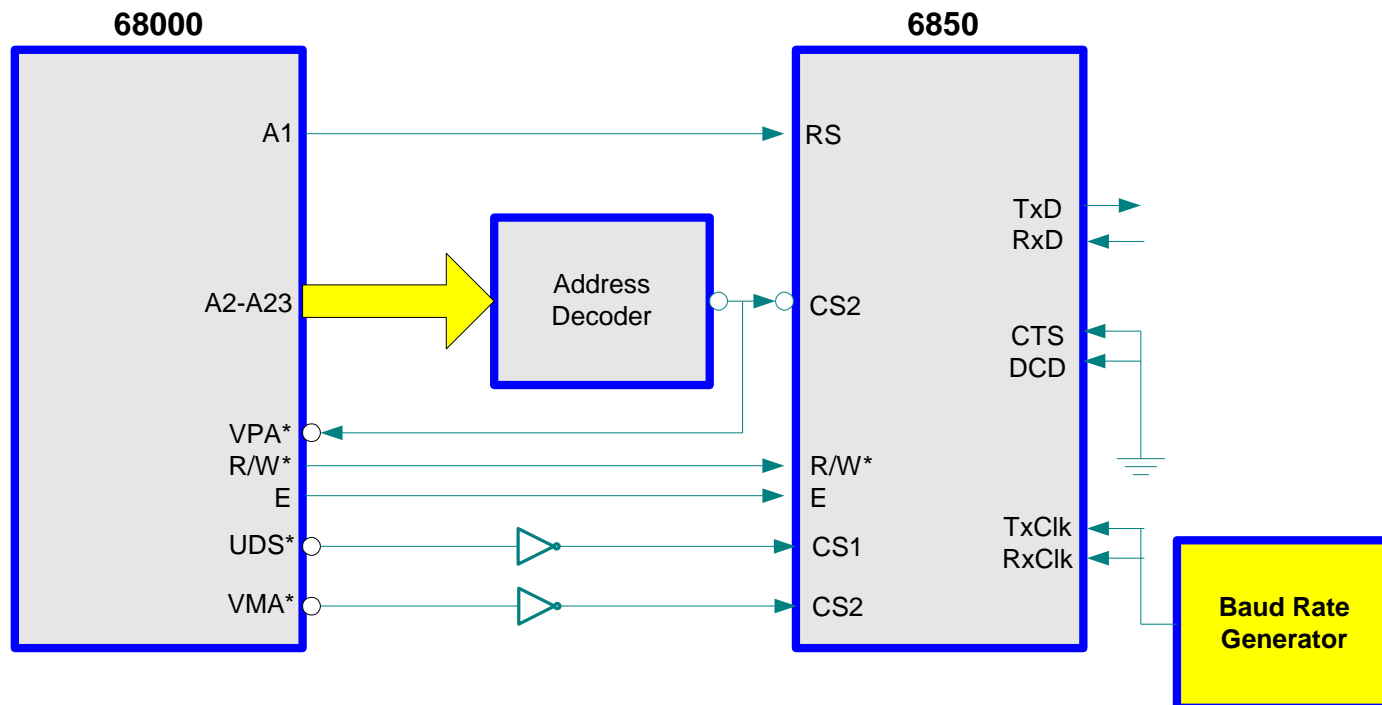 68000
6850
A1
RS
TxD
RxD
A2-A23
Address
Decoder
CS2
CTS
DCD
VPA*
R/W*
R/W*
E
E
TxClk
RxClk
UDS*
CS1
VMA*
CS2
Baud Rate
Generator